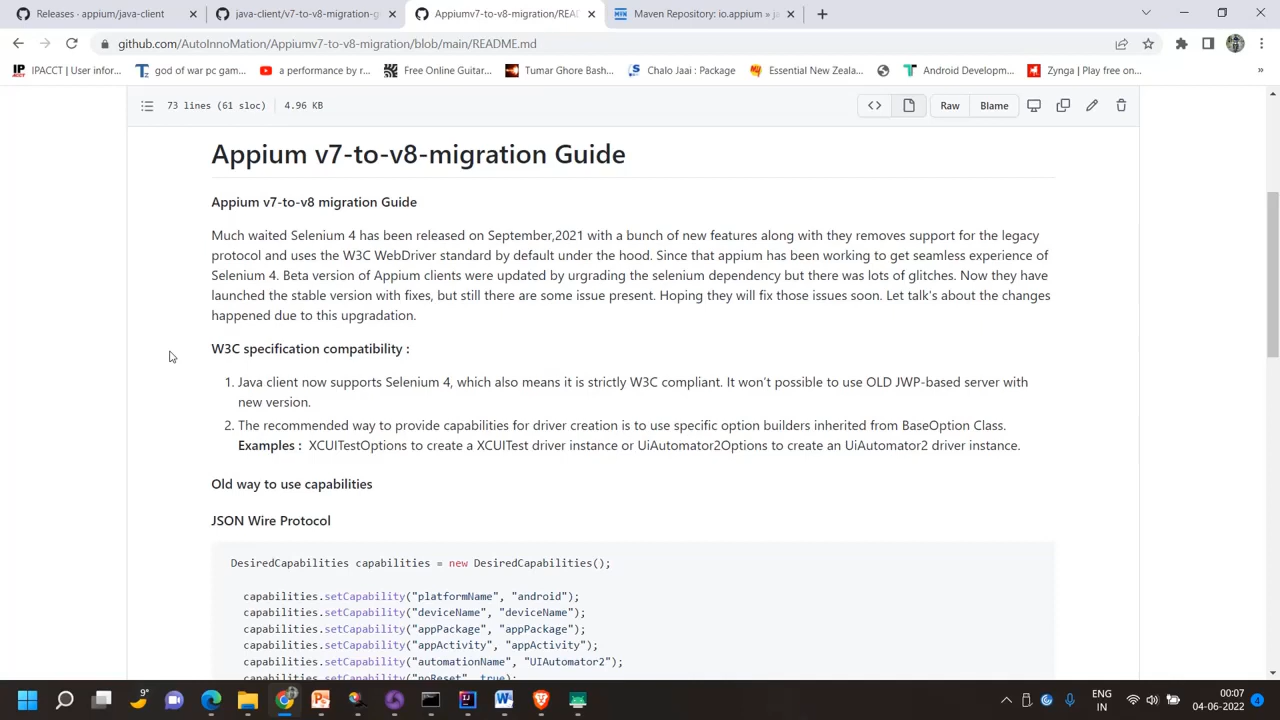 Releases · appium/java-client
java-client/v7-to-v8-migration-g
Appiumv7-to-v8-migration/REA
Maven Repository: io.appium » ja
github.com/AutoInnoMation/Appiumv7-to-v8-migration/blob/main/README.md
IPACCT | User infor...
god of war pc gam...
a performance by r...
Free Online Guitar...
Tumar Ghore Bash...
Chalo Jaai : Package
Essential New Zeala...
Android Developm...
Zynga | Play free on...
»
73 lines (61 sloc)
4.96 KB
Raw
Blame
Appium v7-to-v8-migration Guide
Appium v7-to-v8 migration Guide
Much waited Selenium 4 has been released on September,2021 with a bunch of new features along with they removes support for the legacy
protocol and uses the W3C WebDriver standard by default under the hood. Since that appium has been working to get seamless experience of
Selenium 4. Beta version of Appium clients were updated by urgrading the selenium dependency but there was lots of glitches. Now they have
launched the stable version with fixes, but still there are some issue present. Hoping they will fix those issues soon. Let talk's about the changes
happened due to this upgradation.
W3C specification compatibility :
1. Java client now supports Selenium 4, which also means it is strictly W3C compliant. It won't possible to use OLD JWP-based server with
new version.
2. The recommended way to provide capabilities for driver creation is to use specific option builders inherited from BaseOption Class.
Examples : XCUITestOptions to create a XCUITest driver instance or UiAutomator2Options to create an UiAutomator2 driver instance.
Old way to use capabilities
JSON Wire Protocol
DesiredCapabilities capabilities = new DesiredCapabilities();
capabilities.setCapability("platformName", "android");
capabilities.setCapability("deviceName", "deviceName");
capabilities.setCapability("appPackage", "appPackage");
capabilities.setCapability("appActivity", "appActivity");
capabilities.setCapability("automationName", "UIAutomator2");
capabilities.setCapability("noReset", true);
9°
ENG
IN
00:07
04-06-2022
4